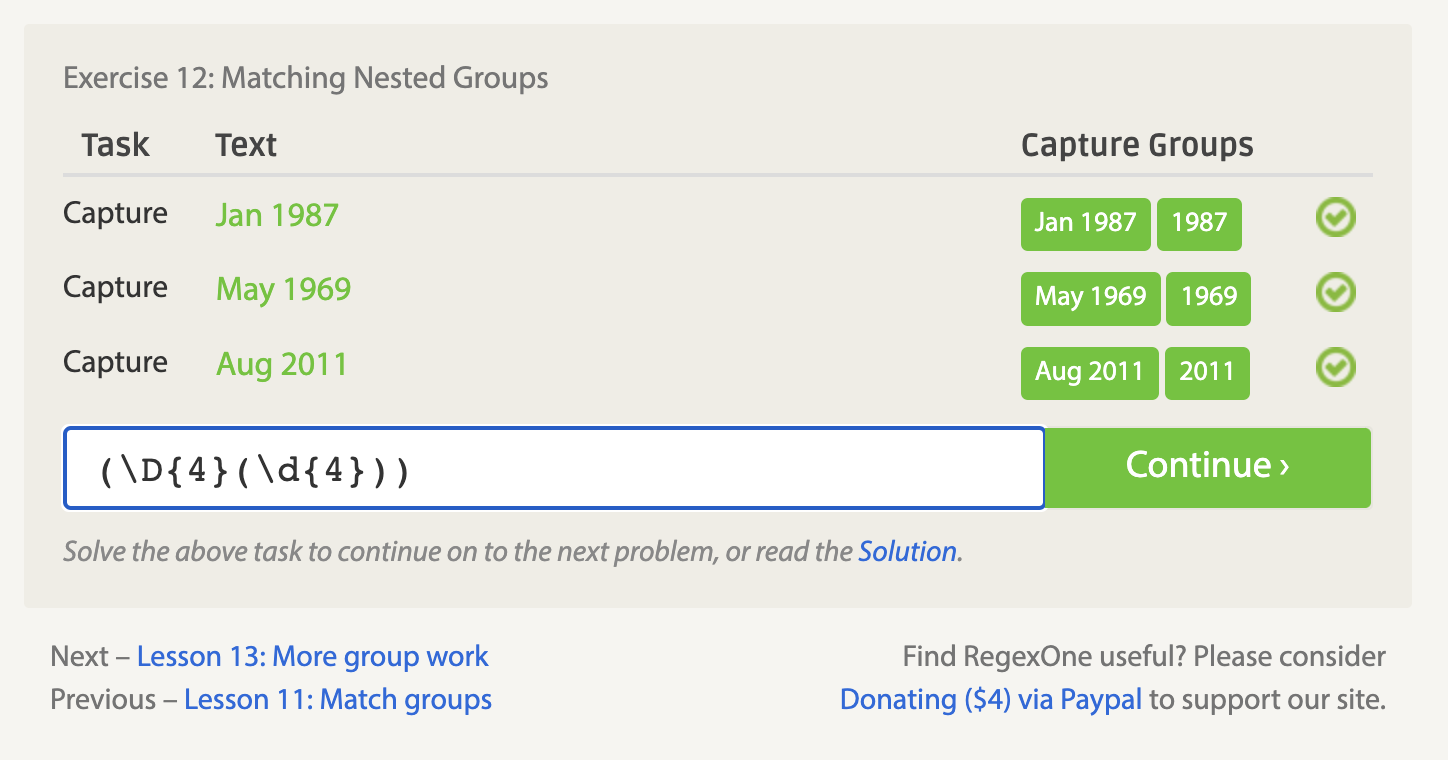 Exercise 12: Matching Nested Groups
Task Text Capture Groups
Capture Jan 1987 Jan 1987 1987
Capture May 1969 May 1969 1969
Capture Aug 2011 Aug 2011 2011
(\D{4}(\d{4})) Continue ›
Solve the above task to continue on to the next problem, or read the Solution.
Next – Lesson 13: More group work
Previous – Lesson 11: Match groups
Find RegexOne useful? Please consider
Donating ($4) via Paypal to support our site.